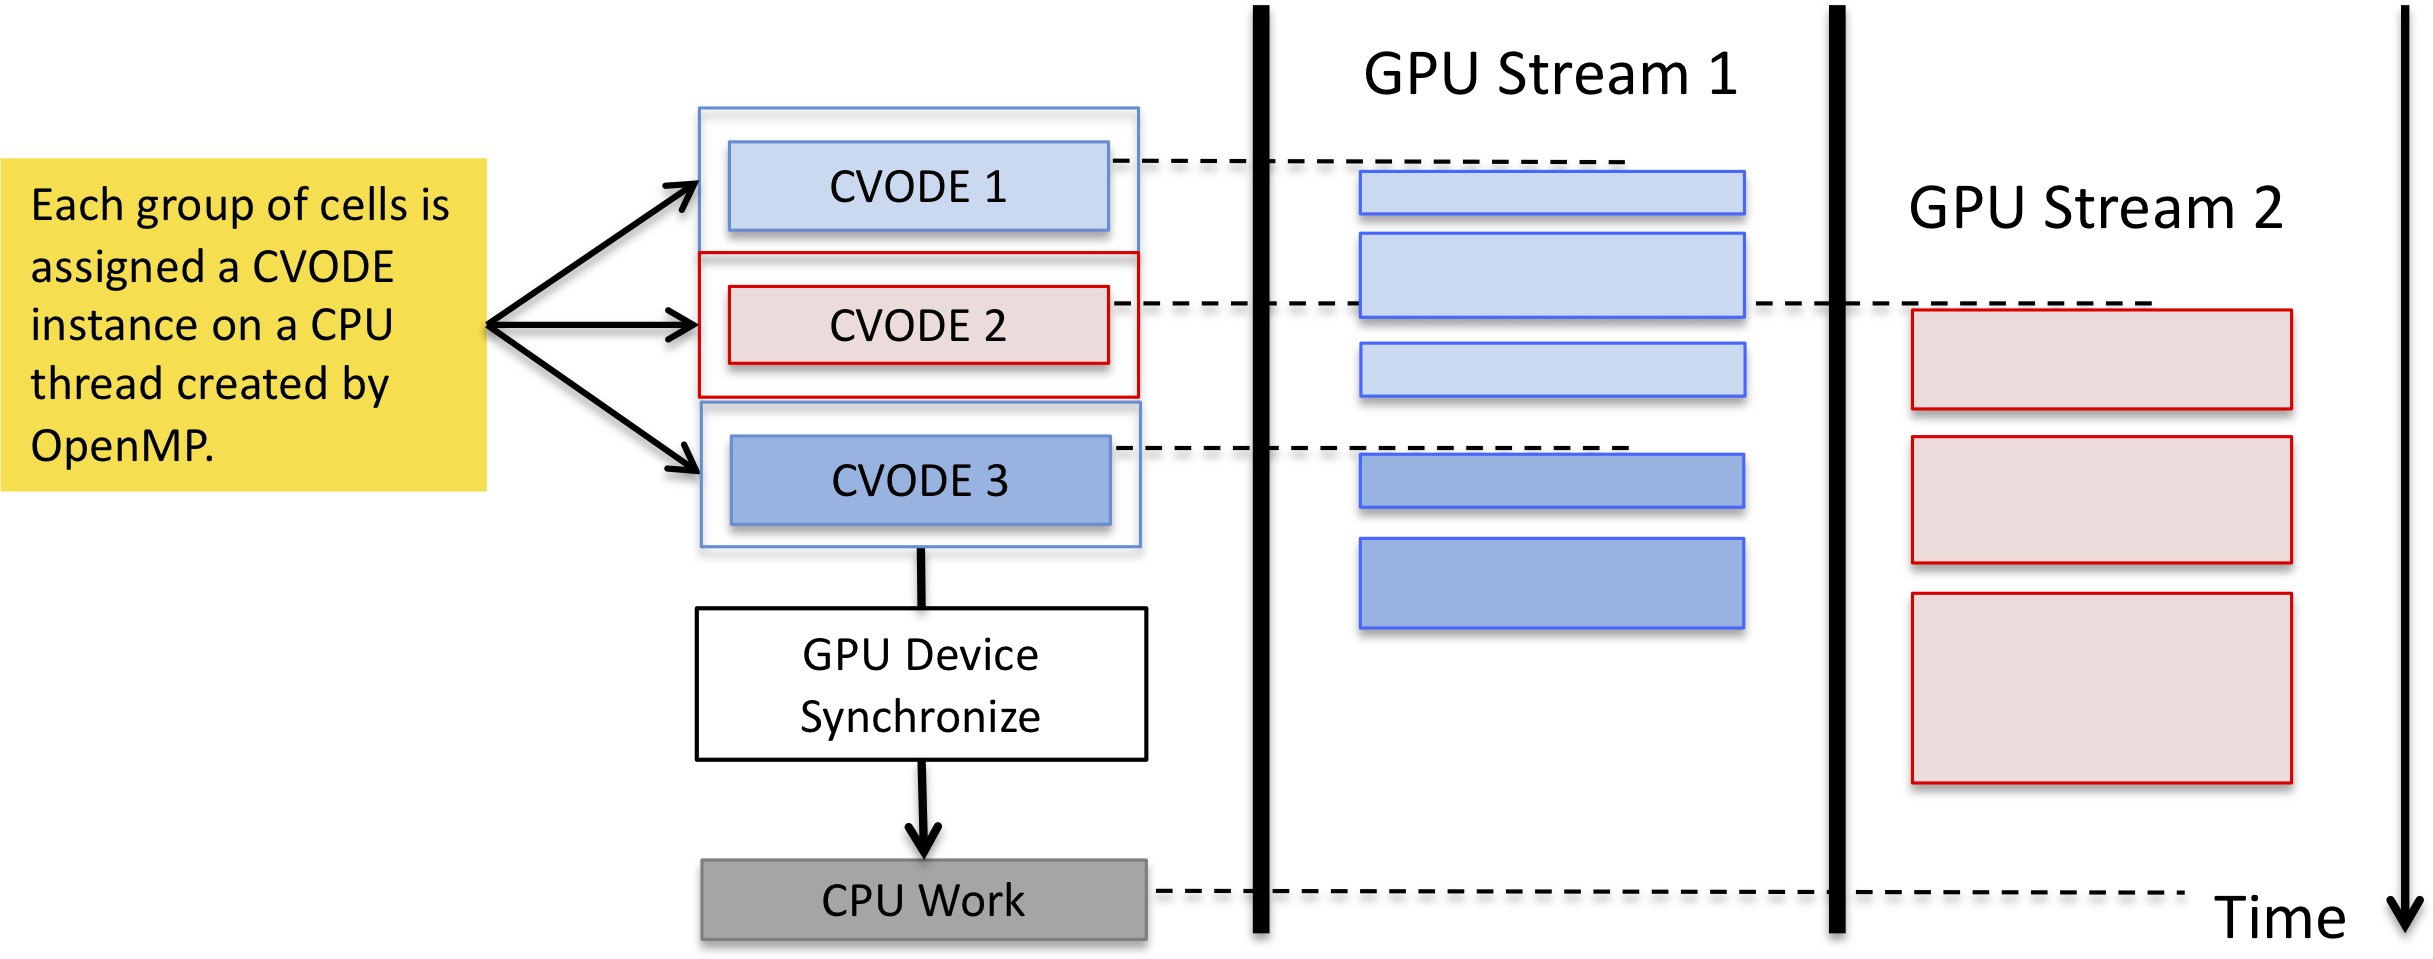 Each group of cells is
assigned a CVODE
instance on a CPU
thread created by
OpenMP.
CVODE 1
CVODE 2
CVODE 3
GPU Device
Synchronize
CPU Work
GPU Stream 1
GPU Stream 2
Time